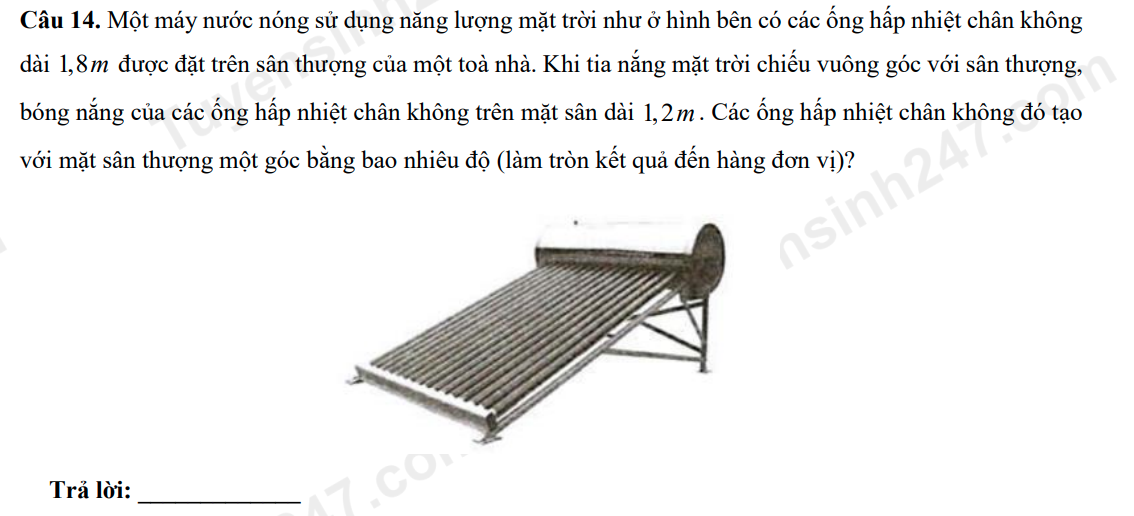 Câu 14. Một máy nước nóng sử dụng năng lượng mặt trời như ở hình bên có các ống hấp nhiệt chân không
dài 1,8m được đặt trên sân thượng của một toà nhà. Khi tia nắng mặt trời chiếu vuông góc với sân thượng,
bóng nắng của các ống hấp nhiệt chân không trên mặt sân dài 1,2m. Các ống hấp nhiệt chân không đó tạo
với mặt sân thượng một góc bằng bao nhiêu độ (làm tròn kết quả đến hàng đơn vị)?
nsinh247.com
Trả lời: _____________